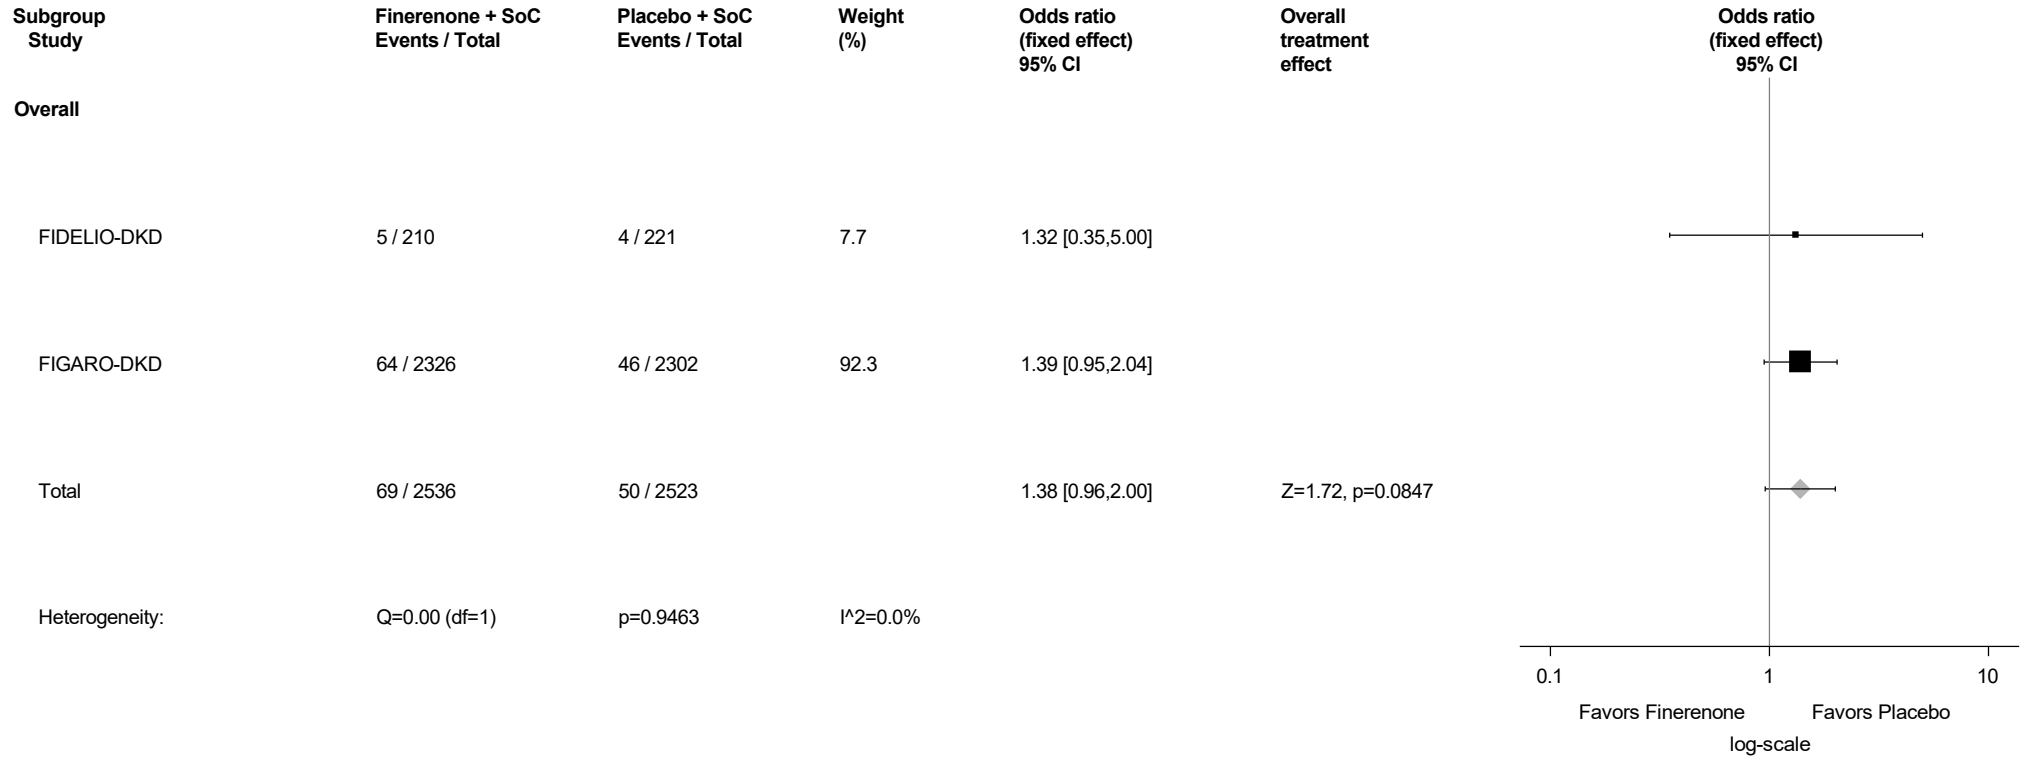 Subgroup Finerenone + SoC Placebo + SoC Weight Odds ratio Overall Odds ratio
Study Events / Total Events / Total (%) (fixed effect) treatment (fixed effect)
95% CI effect 95% CI
Overall
FIDELIO-DKD 5 / 210 4 / 221 7.7 1.32 [0.35,5.00]
FIGARO-DKD 64 / 2326 46 / 2302 92.3 1.39 [0.95,2.04]
Total 69 / 2536 50 / 2523 1.38 [0.96,2.00] Z=1.72, p=0.0847
Heterogeneity: Q=0.00 (df=1) p=0.9463 I^2=0.0%
0.1 1 10
Favors Finerenone Favors Placebo
log-scale